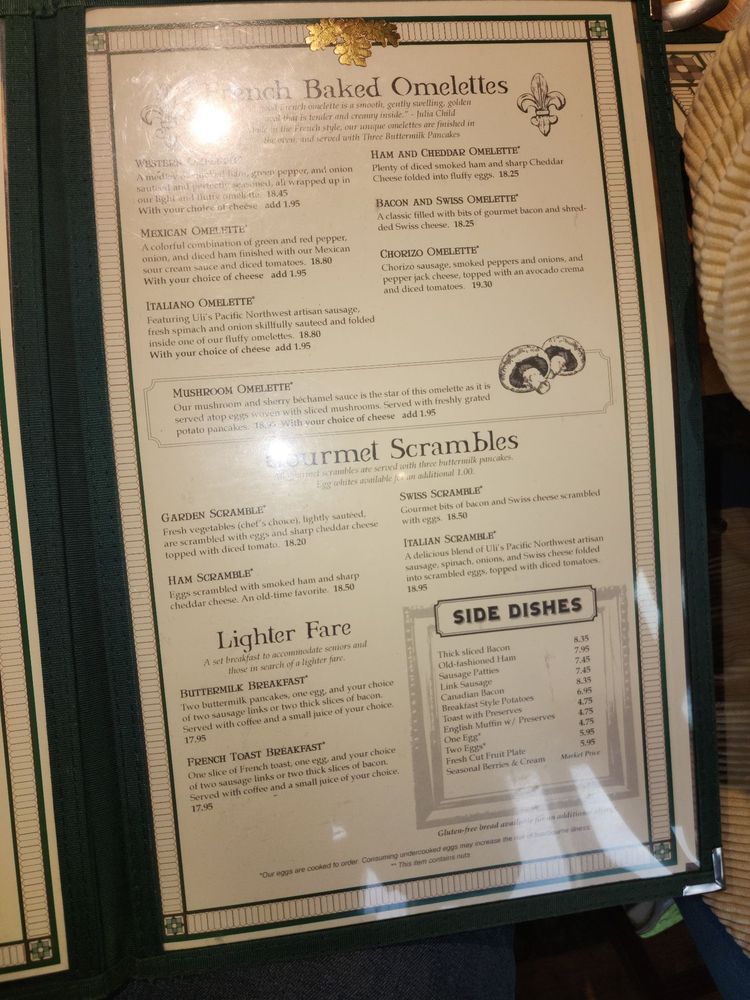 French Baked Omelettes
French omelette is a smooth, gently swelling, golden
that is tender and creamy inside." - Julia Child
in the French style, our unique omelettes are finished in
the oven, and served with Three Buttermilk Pancakes
Western Omelette*
A medley of smoked ham, green pepper, and onion
sautéed and perfectly seasoned, all wrapped up in
our light and fluffy omelette. 18.45
With your choice of cheese add 1.95
Mexican Omelette*
A colorful combination of green and red pepper,
onion, and diced ham finished with our Mexican
sour cream sauce and diced tomatoes. 18.80
With your choice of cheese add 1.95
Italiano Omelette*
Featuring Uli's Pacific Northwest artisan sausage,
fresh spinach and onion skillfully sauteed and folded
inside one of our fluffy omelettes. 18.80
With your choice of cheese add 1.95
Ham and Cheddar Omelette*
Plenty of diced smoked ham and sharp Cheddar
Cheese folded into fluffy eggs. 18.25
Bacon and Swiss Omelette*
A classic filled with bits of gourmet bacon and shred-
ded Swiss cheese. 18.25
Chorizo Omelette*
Chorizo sausage, smoked peppers and onions, and
pepper jack cheese, topped with an avocado crema
and diced tomatoes. 19.30
Mushroom Omelette*
Our mushroom and sherry béchamel sauce is the star of this omelette as it is
served atop eggs woven with sliced mushrooms. Served with freshly grated
potato pancakes. 18.95 With your choice of cheese add 1.95
Gourmet Scrambles
All gourmet scrambles are served with three buttermilk pancakes.
Egg whites available for an additional 1.00.
Garden Scramble*
Fresh vegetables (chef's choice), lightly sautéed,
are scrambled with eggs and sharp cheddar cheese
topped with diced tomato. 18.20
Ham Scramble*
Eggs scrambled with smoked ham and sharp
cheddar cheese. An old-time favorite. 18.50
Swiss Scramble*
Gourmet bits of bacon and Swiss cheese scrambled
with eggs. 18.50
Italian Scramble*
A delicious blend of Uli's Pacific Northwest artisan
sausage, spinach, onions, and Swiss cheese folded
into scrambled eggs, topped with diced tomatoes.
18.95
Lighter Fare
A set breakfast to accommodate seniors and
those in search of a lighter fare.
Buttermilk Breakfast*
Two buttermilk pancakes, one egg, and your choice
of two sausage links or two thick slices of bacon.
Served with coffee and a small juice of your choice.
17.95
French Toast Breakfast*
One slice of French toast, one egg, and your choice
of two sausage links or two thick slices of bacon.
Served with coffee and a small juice of your choice.
17.95
SIDE DISHES
Thick sliced Bacon 8.35
Old-fashioned Ham 7.95
Sausage Patties 7.45
Link Sausage 7.45
Canadian Bacon 8.35
Breakfast Style Potatoes 6.95
Toast with Preserves 4.75
English Muffin w/ Preserves 4.75
One Egg* 4.75
Two Eggs* 5.95
Fresh Cut Fruit Plate 5.95
Seasonal Berries & Cream Market Price
Gluten-free bread available for an additional
*Our eggs are cooked to order. Consuming undercooked eggs may increase the risk of foodborne illness.
** This item contains nuts